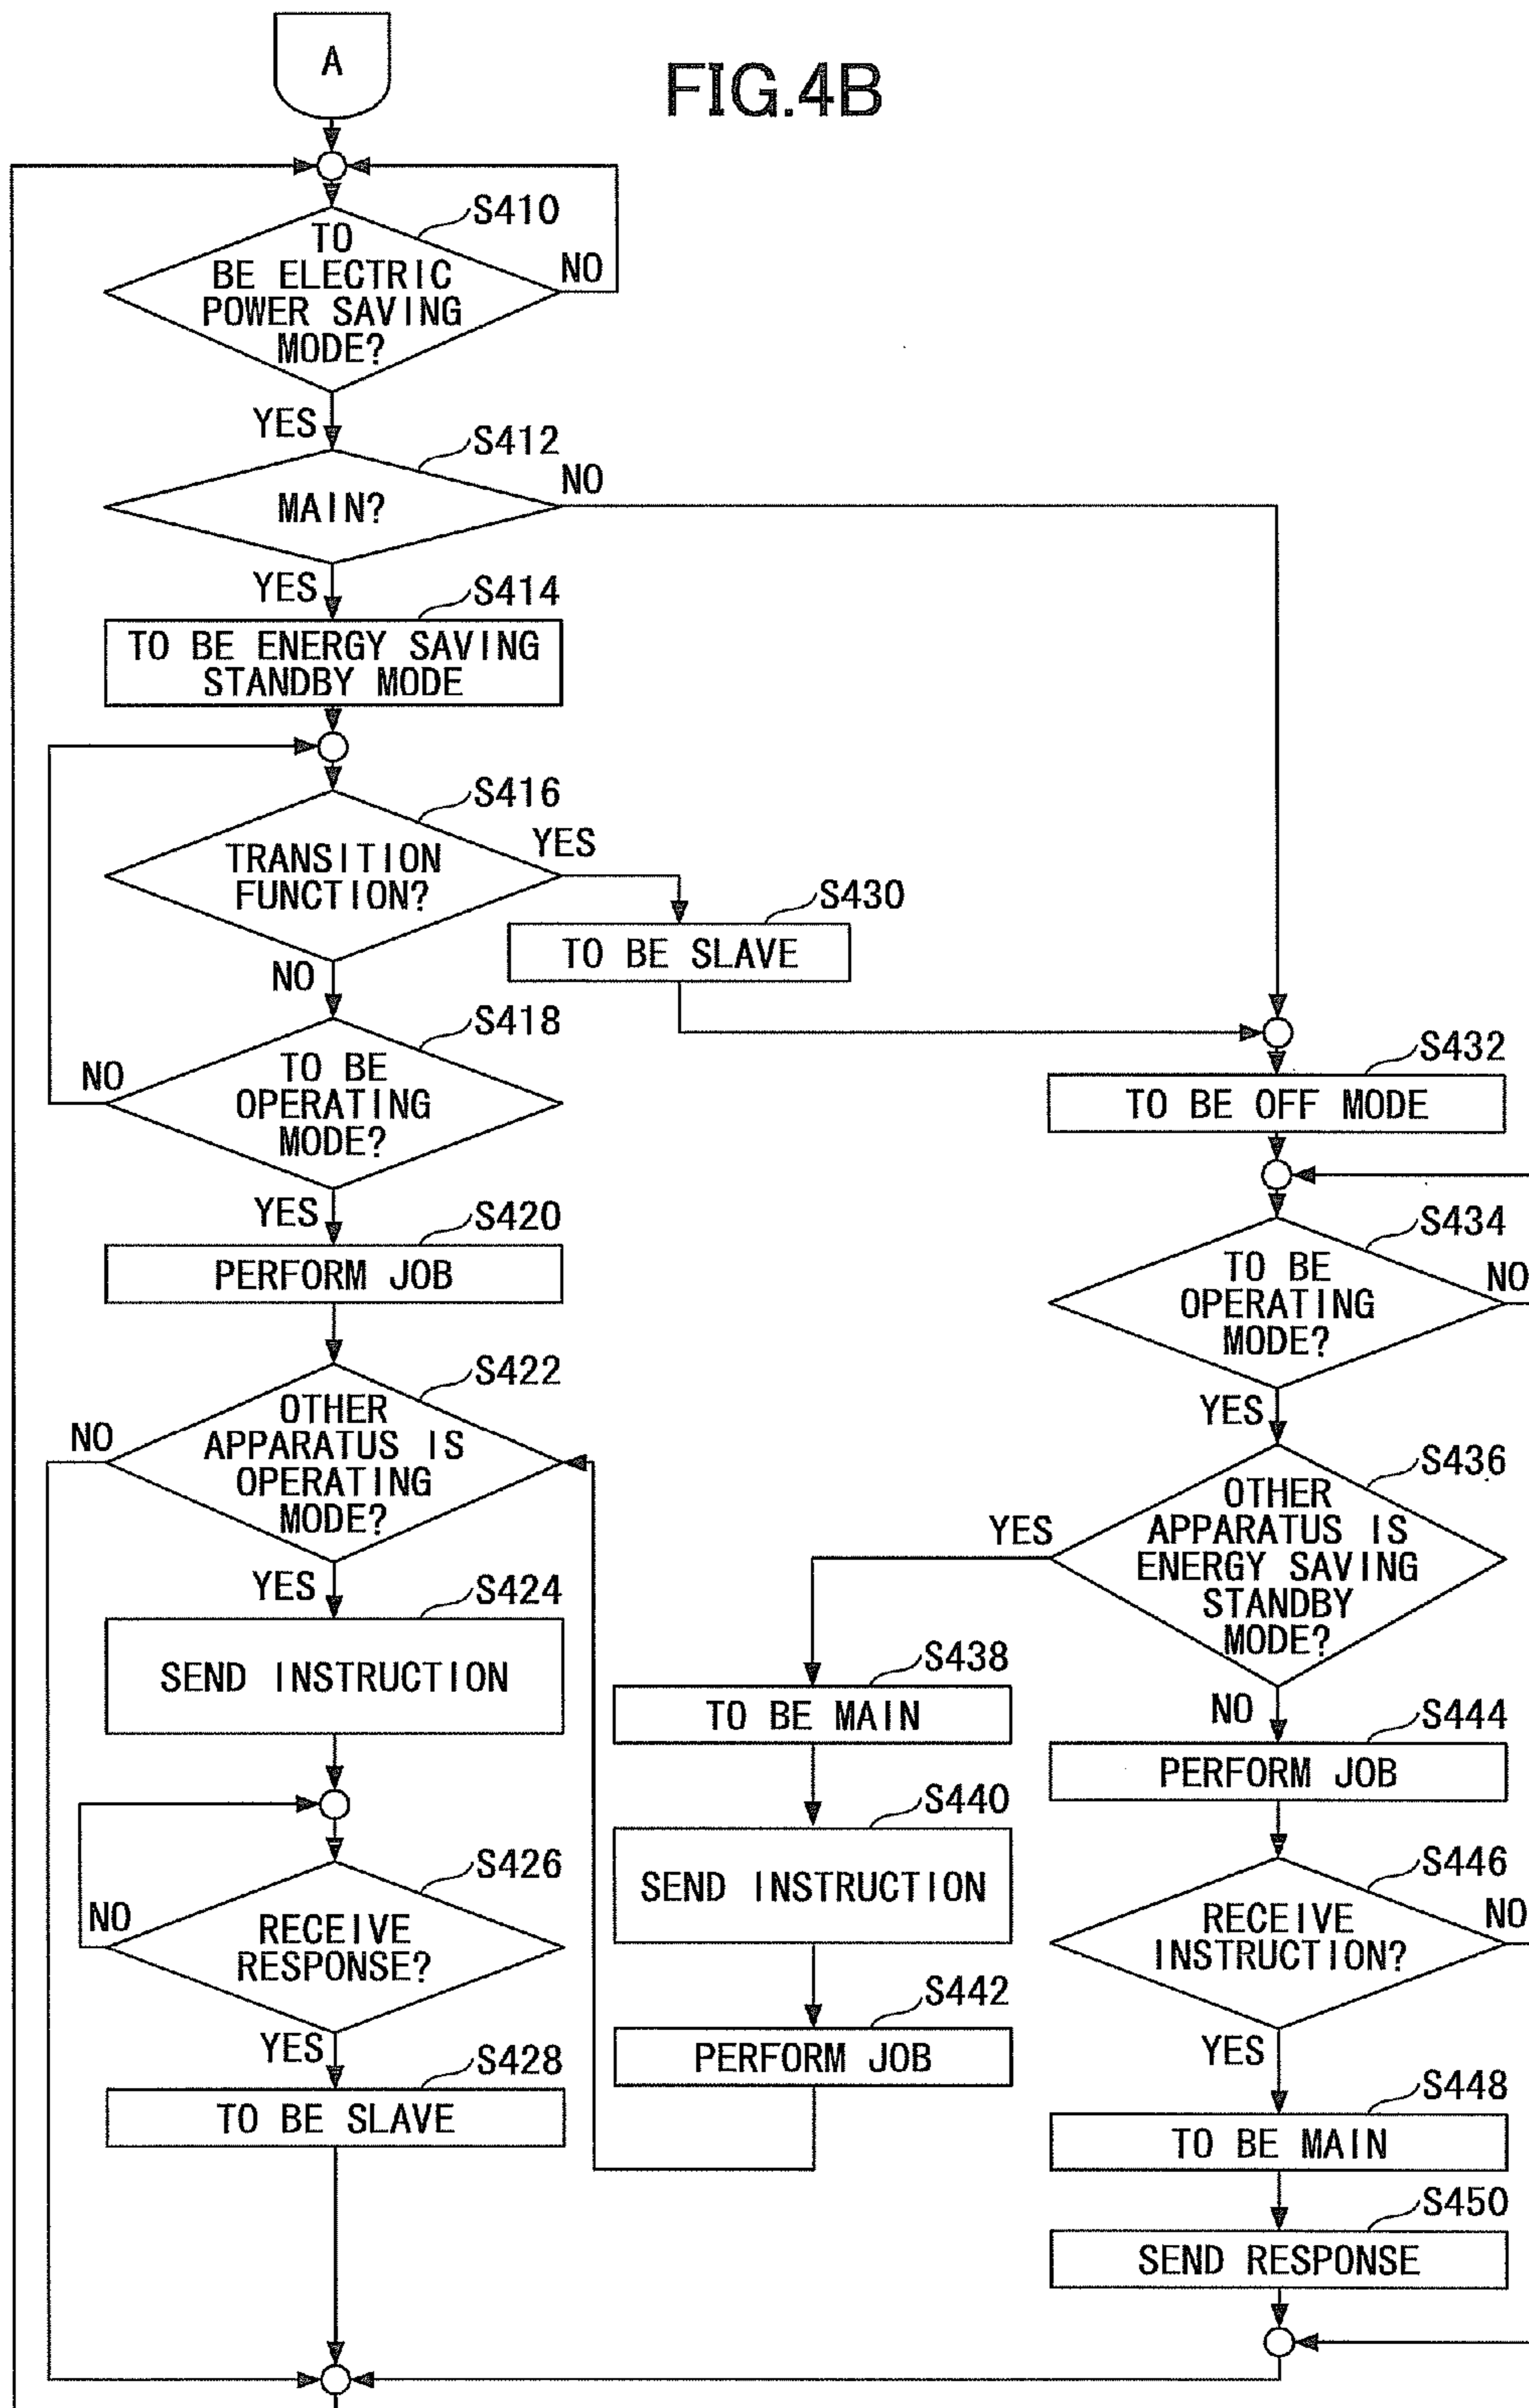 A
FIG.4B
S410
TO
BE ELECTRIC
POWER SAVING
MODE?
NO
YES
S412
MAIN?
NO
YES
S414
TO BE ENERGY SAVING
STANDBY MODE
S416
TRANSITION
FUNCTION?
YES
S430
TO BE SLAVE
NO
S418
TO BE
OPERATING
MODE?
NO
YES
S420
PERFORM JOB
S422
OTHER
APPARATUS IS
OPERATING
MODE?
NO
YES
S424
SEND INSTRUCTION
S426
RECEIVE
RESPONSE?
NO
YES
S428
TO BE SLAVE
S432
TO BE OFF MODE
S434
TO BE
OPERATING
MODE?
NO
YES
S436
OTHER
APPARATUS IS
ENERGY SAVING
STANDBY
MODE?
YES
S438
TO BE MAIN
S440
SEND INSTRUCTION
S442
PERFORM JOB
NO
S444
PERFORM JOB
S446
RECEIVE
INSTRUCTION?
NO
YES
S448
TO BE MAIN
S450
SEND RESPONSE